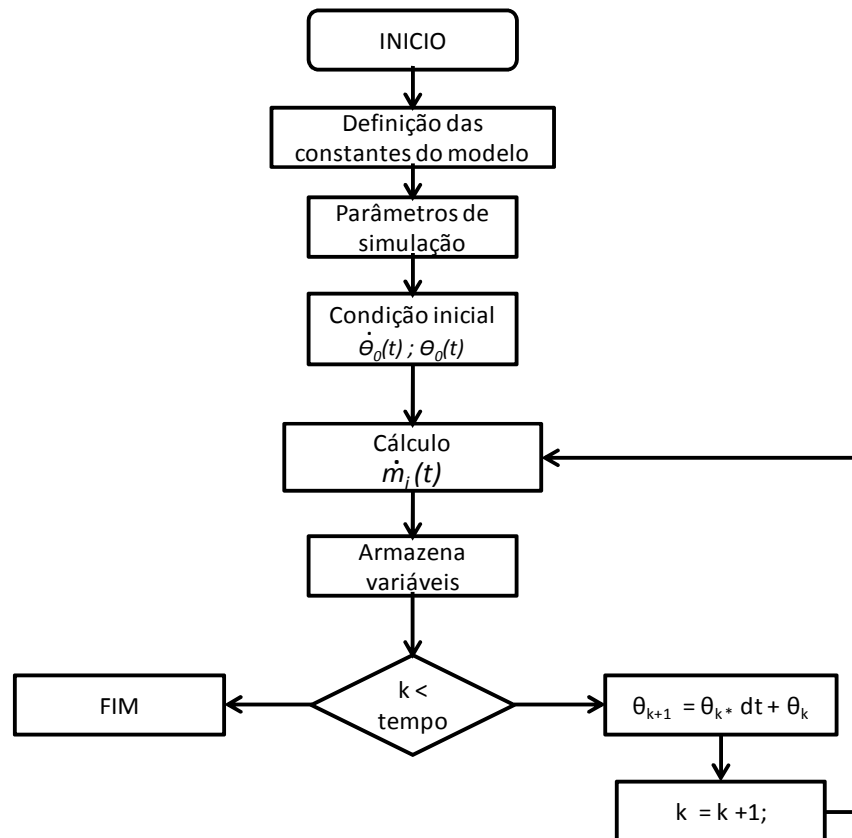 INICIO
Definição das
constantes do modelo
Parâmetros de
simulação
Condição inicial
θ̇₀(t) ; θ₀(t)
Cálculo
ṁᵢ(t)
Armazena
variáveis
k <
tempo
FIM
θₖ₊₁ = θₖ* dt + θₖ
k = k +1;